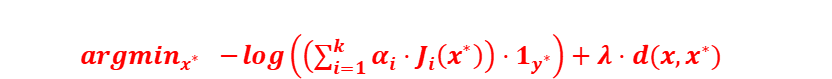 argmin_{x^*} −log((∑_{i=1}^{k} α_i · J_i(x^*)) · 1_{y^*}) + λ · d(x, x^*)